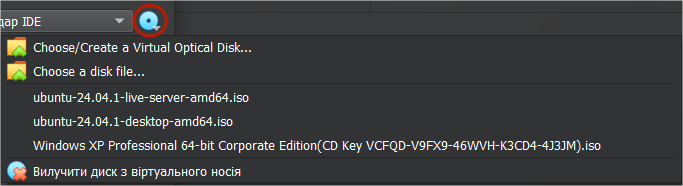 дар IDE
Choose/Create a Virtual Optical Disk...
Choose a disk file...
ubuntu-24.04.1-live-server-amd64.iso
ubuntu-24.04.1-desktop-amd64.iso
Windows XP Professional 64-bit Corporate Edition(CD Key VCFQD-V9FX9-46WVH-K3CD4-4J3JM).iso
Вилучити диск з віртуального носія